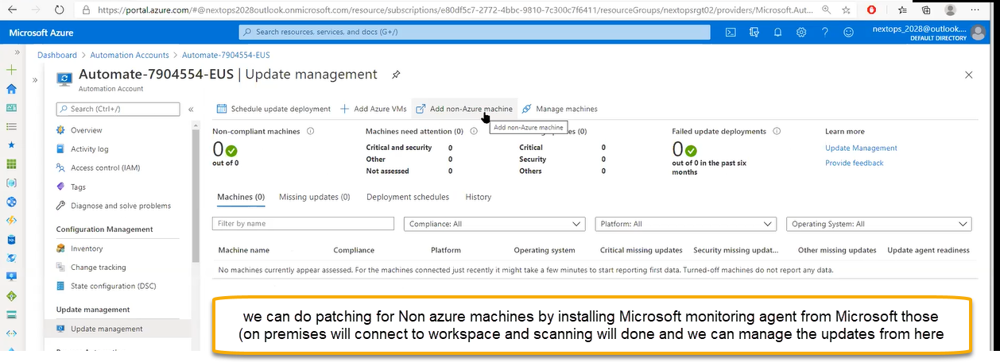 https://portal.azure.com/#@nextops2028outlook.onmicrosoft.com/resource/subscriptions/e80df5c7-2772-4bbc-9810-7c300c7f6411/resourceGroups/nextopsrgt02/providers/Microsoft.Aut...
Microsoft Azure
Search resources, services, and docs (G+/)
nextops_2028@outlook....
DEFAULT DIRECTORY
Dashboard > Automation Accounts > Automate-7904554-EUS
Automate-7904554-EUS | Update management
Automation Account
Search (Ctrl+/)
Schedule update deployment
Add Azure VMs
Add non-Azure machine
Manage machines
Add non-Azure machine
Overview
Activity log
Access control (IAM)
Tags
Diagnose and solve problems
Configuration Management
Inventory
Change tracking
State configuration (DSC)
Update management
Update management
Non-compliant machines
0
out of 0
Machines need attention (0)
Critical and security 0
Other 0
Not assessed 0
(0)
Critical 0
Security 0
Others 0
Failed update deployments
0
out of 0 in the past six
months
Learn more
Update Management
Provide feedback
Machines (0) Missing updates (0) Deployment schedules History
Filter by name
Compliance: All
Platform: All
Operating System: All
Machine name Compliance Platform Operating system Critical missing updates Security missing updat... Other missing updates Update agent readiness
No machines currently appear assessed. For the machines connected just recently it might take a few minutes to start reporting first data. Turned-off machines do not report any data.
we can do patching for Non azure machines by installing Microsoft monitoring agent from Microsoft those
(on premises will connect to workspace and scanning will done and we can manage the updates from here